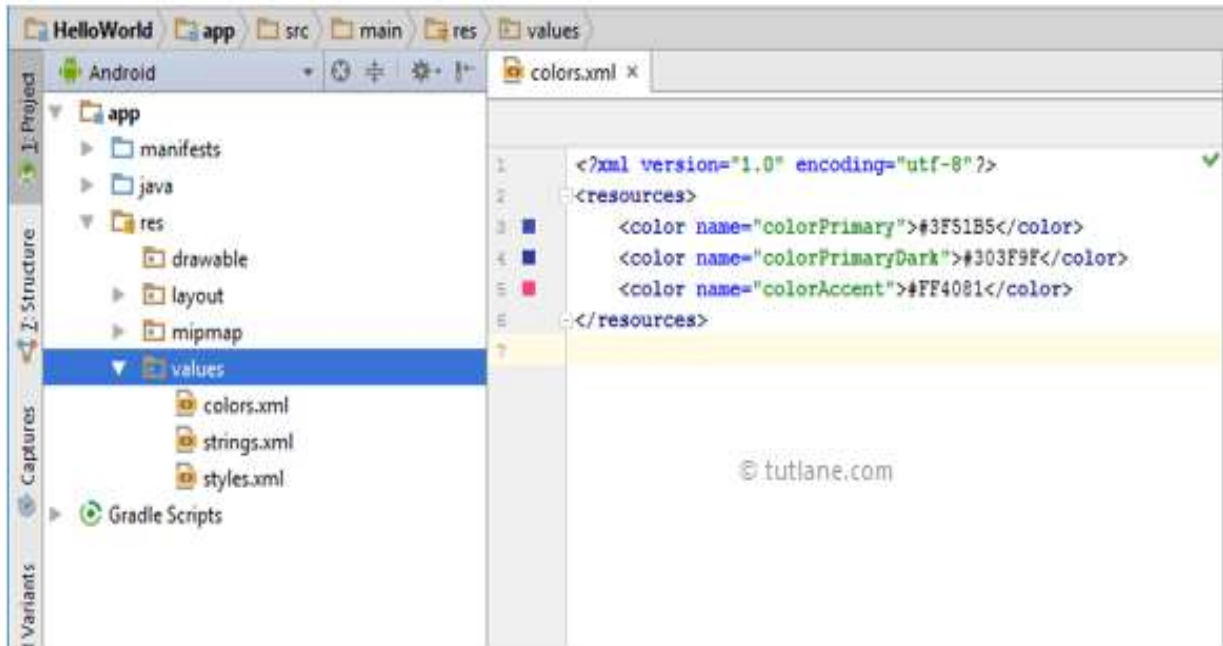 HelloWorld app src main res values
1: Project
Android
colors.xml ×
app
manifests
java
res
drawable
layout
mipmap
values
colors.xml
strings.xml
styles.xml
Gradle Scripts
7: Structure
Captures
Variants
1 <?xml version="1.0" encoding="utf-8"?>
2 <resources>
3 <color name="colorPrimary">#3F51B5</color>
4 <color name="colorPrimaryDark">#303F9F</color>
5 <color name="colorAccent">#FF4081</color>
6 </resources>
7
© tutlane.com